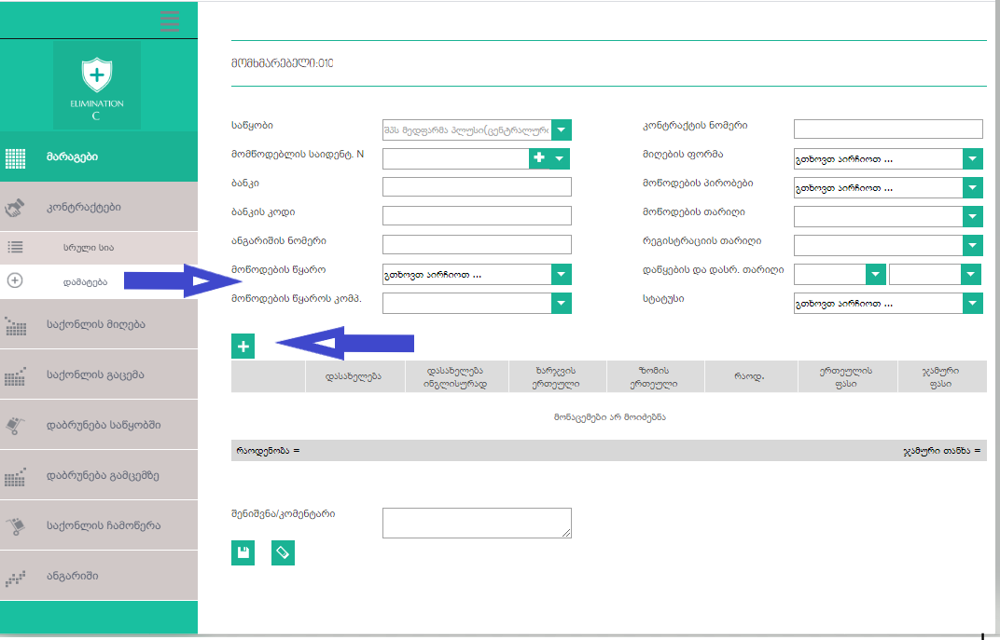 ELIMINATION
C
მარაგები
კონტრაქტები
სრული სია
დამატება
საქონლის მიღება
საქონლის გაცემა
დაბრუნება საწყობში
დაბრუნება გამცემზე
საქონლის ჩამოწერა
ანგარიში
მომხმარებელი:010
საწყობი
შპს მედფარმა პლუსი(ცენტრალურ
კონტრაქტის ნომერი
მომწოდებლის საიდენტ. N
მიღების ფორმა
გთხოვთ აირჩიოთ ...
ბანკი
მოწოდების პირობები
გთხოვთ აირჩიოთ ...
ბანკის კოდი
მოწოდების თარიღი
ანგარიშის ნომერი
რეგისტრაციის თარიღი
მოწოდების წყარო
გთხოვთ აირჩიოთ ...
დაწყების და დასრ. თარიღი
მოწოდების წყაროს კომპ.
სტატუსი
გთხოვთ აირჩიოთ ...
დასახელება
დასახელება
ინგლისურად
ხარჯვის
ერთეული
ზომის
ერთეული
რაოდ.
ერთეულის
ფასი
ჯამური
ფასი
მონაცემები არ მოიძებნა
რაოდენობა =
ჯამური თანხა =
შენიშვნა/კომენტარი